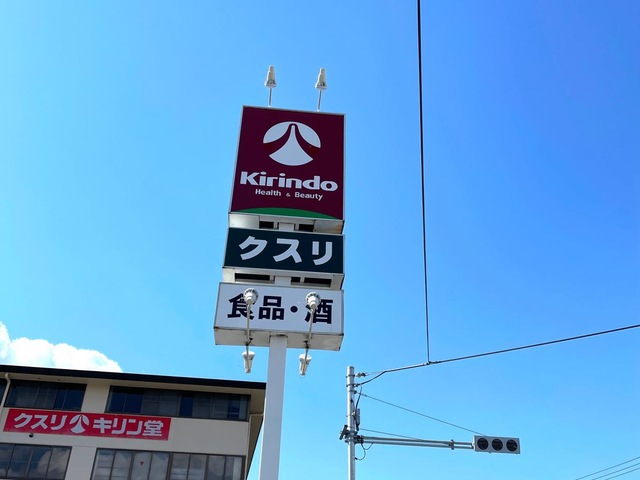 Kirindo
Health & Beauty
クスリ
食品・酒
クスリ キリン堂